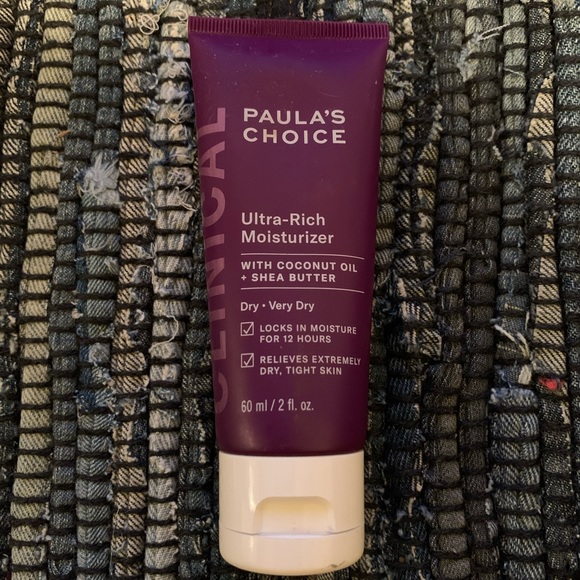 CLINICAL
PAULA'S
CHOICE
Ultra-Rich
Moisturizer
WITH COCONUT OIL
+ SHEA BUTTER
Dry • Very Dry
LOCKS IN MOISTURE
FOR 12 HOURS
RELIEVES EXTREMELY
DRY, TIGHT SKIN
60 ml / 2 fl. oz.